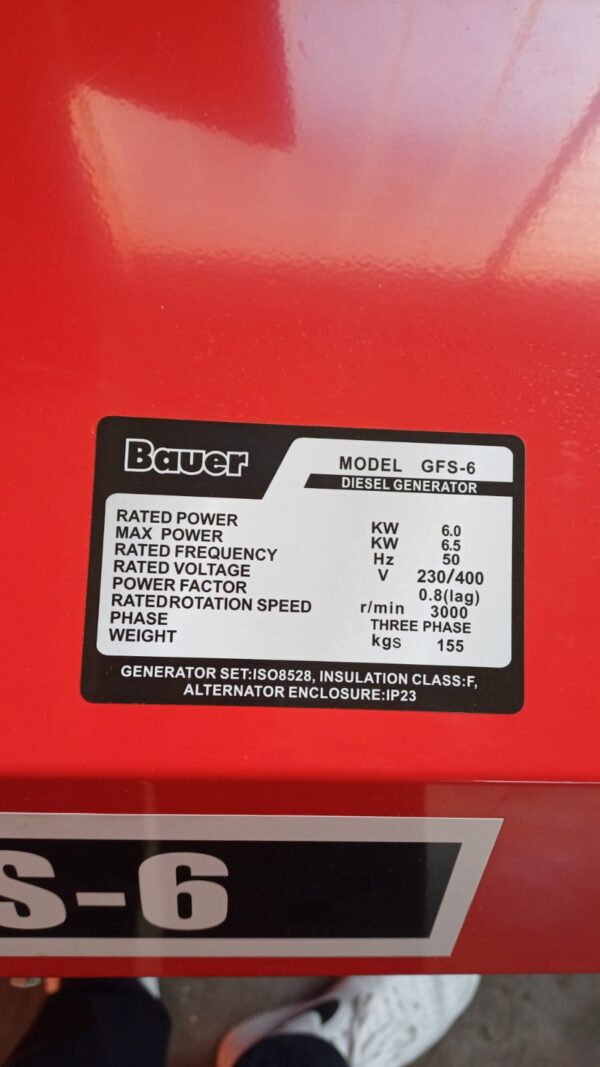 Bauer
MODEL GFS-6
DIESEL GENERATOR
RATED POWER KW 6.0
MAX POWER KW 6.5
RATED FREQUENCY Hz 50
RATED VOLTAGE V 230/400
POWER FACTOR 0.8(lag)
RATEDROTATION SPEED r/min 3000
PHASE THREE PHASE
WEIGHT kgs 155
GENERATOR SET:ISO8528, INSULATION CLASS:F,
ALTERNATOR ENCLOSURE:IP23
S-6